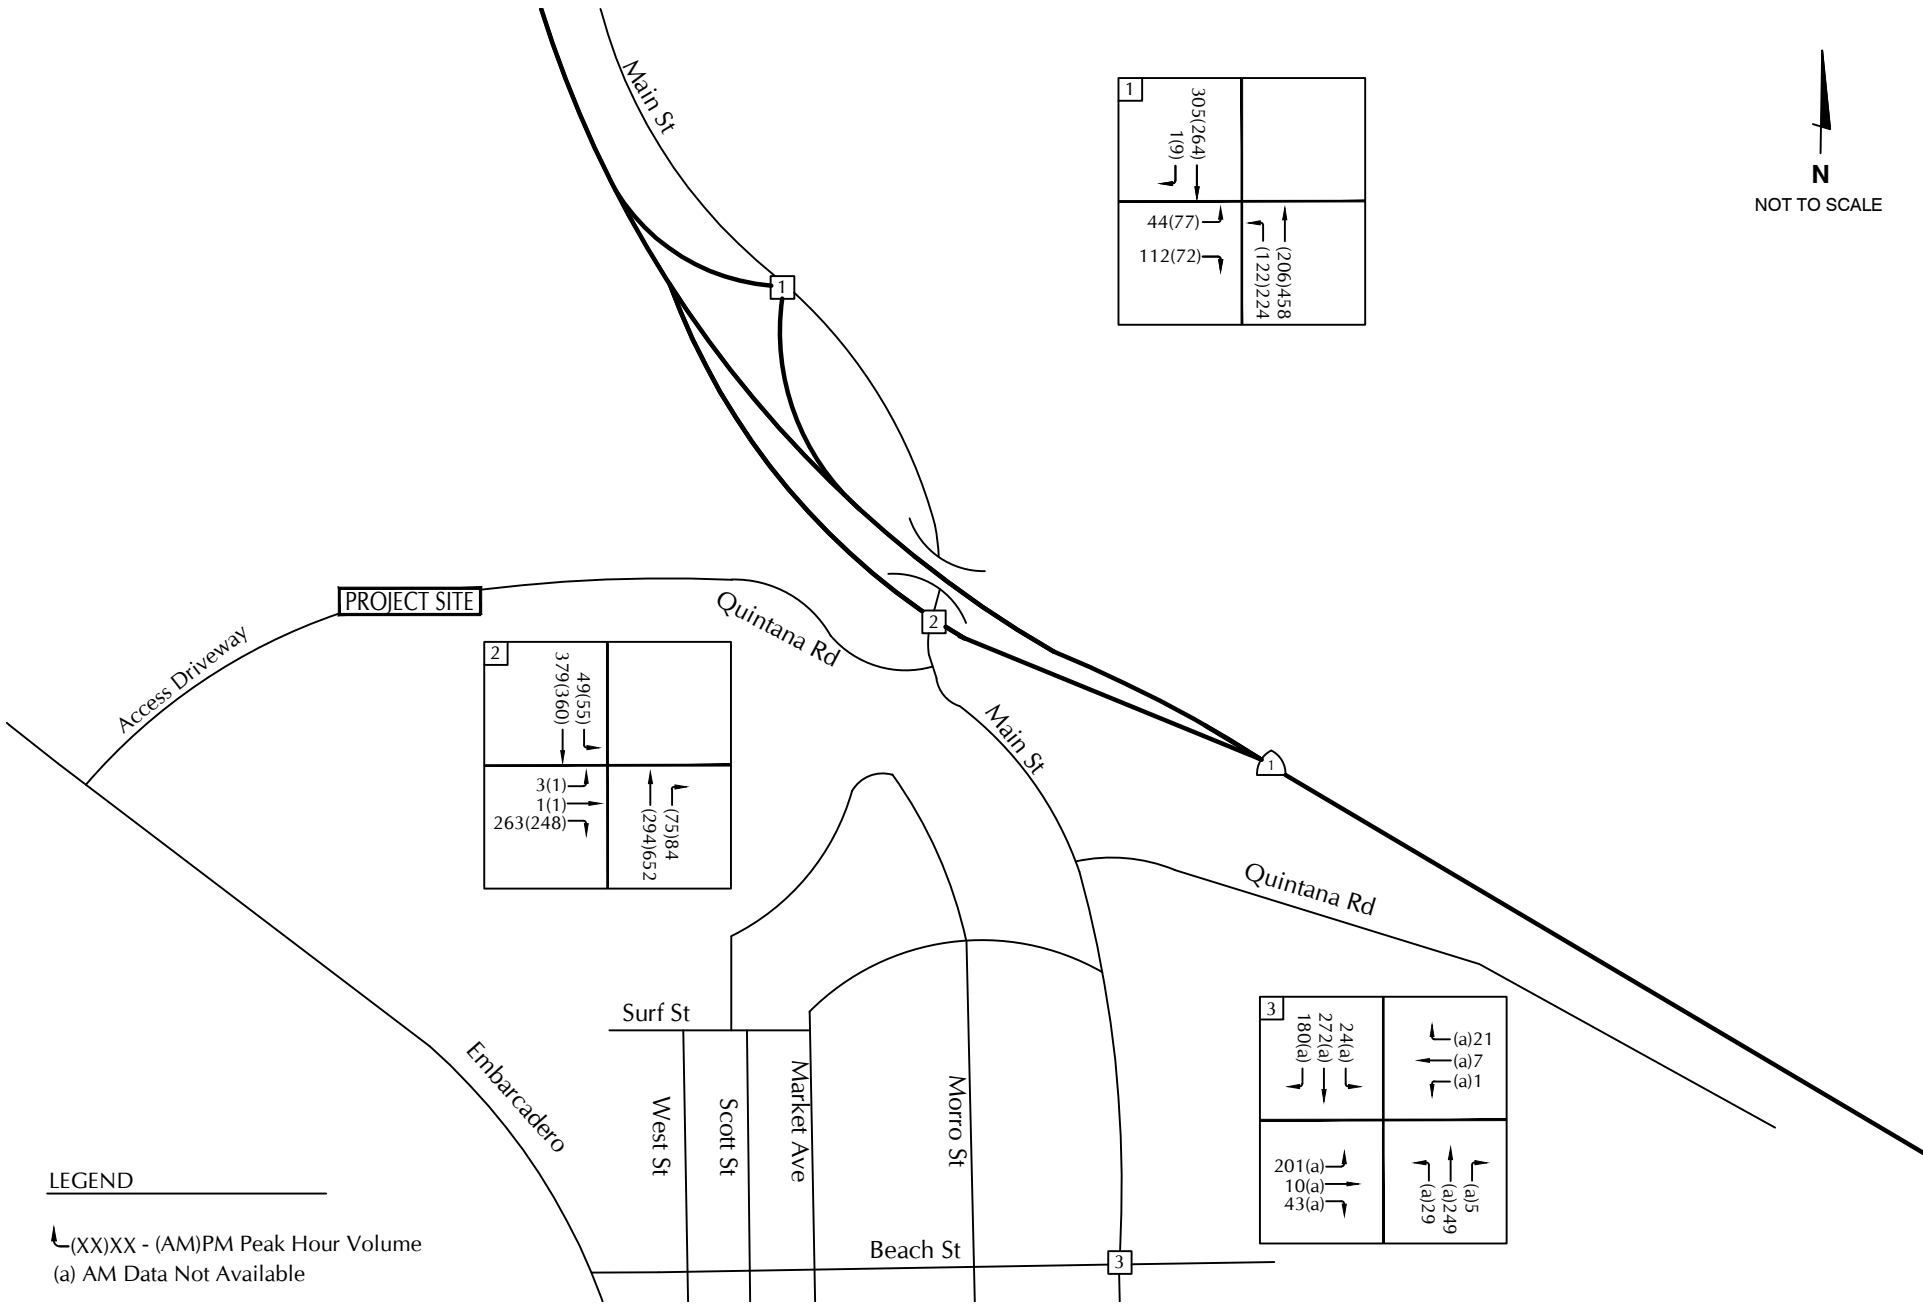 Main St
1
305(264)
1(9)
44(77)
112(72)
(206)458
(122)224
N
NOT TO SCALE
1
PROJECT SITE
Access Driveway
Quintana Rd
2
2
49(55)
379(360)
3(1)
1(1)
263(248)
(75)84
(294)652
Main St
1
Quintana Rd
Surf St
Embarcadero
West St
Scott St
Market Ave
Morro St
3
24(a)
272(a)
180(a)
(a)21
(a)7
(a)1
201(a)
10(a)
43(a)
(a)5
(a)249
(a)29
Beach St
3
LEGEND
(XX)XX - (AM)PM Peak Hour Volume
(a) AM Data Not Available